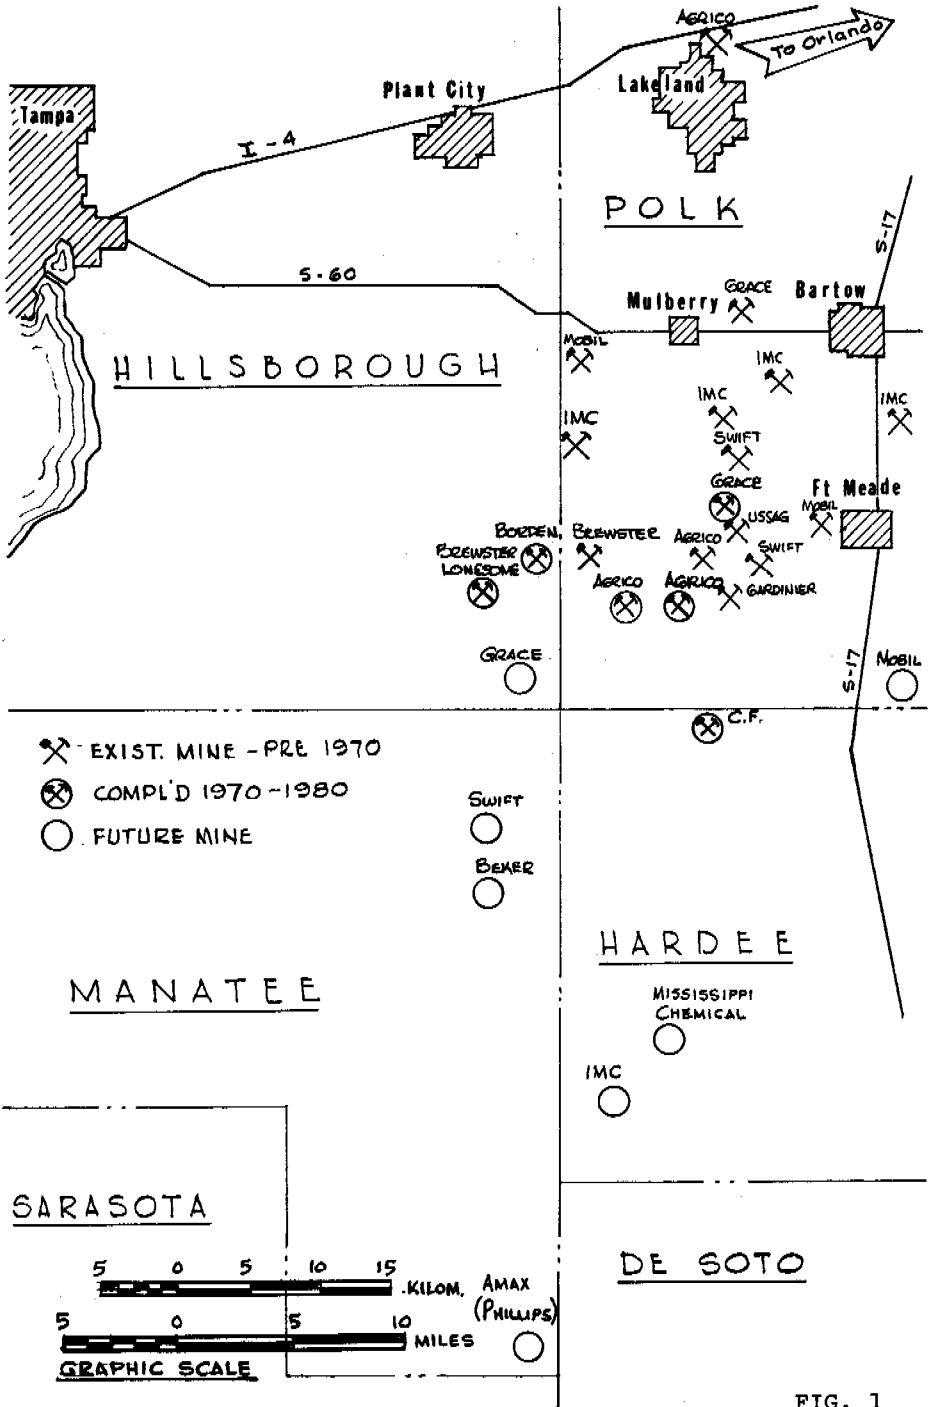 AGRICO
To Orlando
Plant City
Lakeland
Tampa
I-4
POLK
S-17
S-60
GRACE
Mulberry
Bartow
MOBIL
HILLSBOROUGH
IMC
IMC
IMC
IMC
SWIFT
GRACE
Ft Meade
MOBIL
USSAG
BORDEN
BREWSTER
AGRICO
SWIFT
BREWSTER
LONESOME
AGRICO
AGRICO
GARDINIER
GRACE
S-17
MOBIL
C.F.
EXIST. MINE - PRE 1970
COMPL'D 1970-1980
FUTURE MINE
SWIFT
BEKER
HARDEE
MANATEE
MISSISSIPPI
CHEMICAL
IMC
SARASOTA
DE SOTO
5 0 5 10 15
KILOM.
AMAX
(PHILLIPS)
5 0 5 10
MILES
GRAPHIC SCALE
FIG. 1